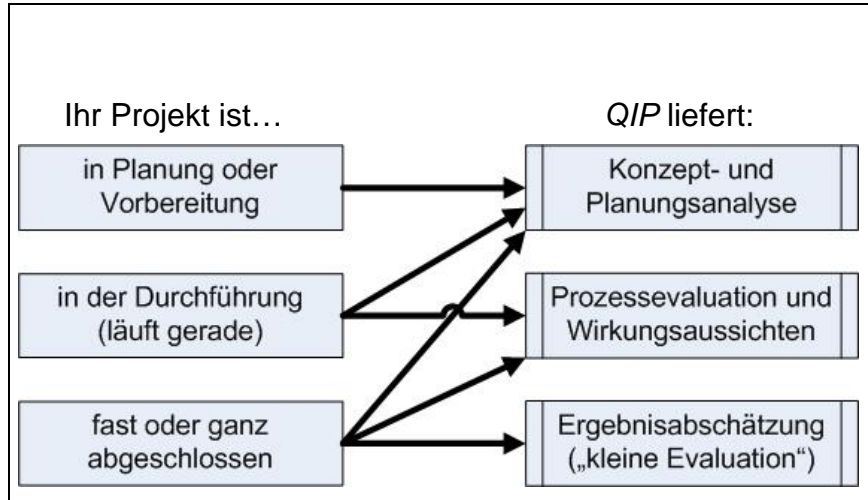 Ihr Projekt ist…
QIP liefert:
in Planung oder
Vorbereitung
Konzept- und
Planungsanalyse
in der Durchführung
(läuft gerade)
Prozessevaluation und
Wirkungsaussichten
fast oder ganz
abgeschlossen
Ergebnisabschätzung
(„kleine Evaluation“)